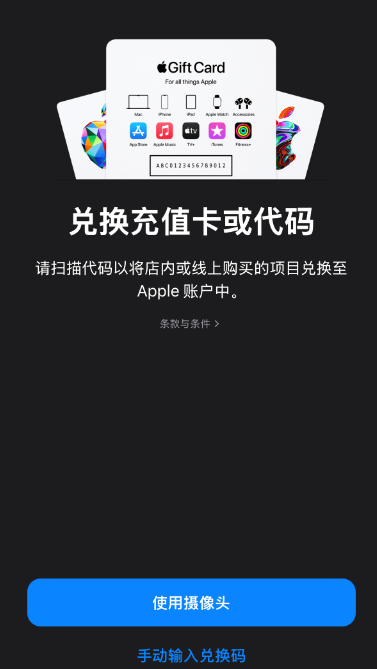 Gift Card
For all things Apple
Mac iPhone iPad Apple Watch Accessories
App Store Apple Music TV+ iTunes Fitness+
ABC0123456789012
兑换充值卡或代码
请扫描代码以将店内或线上购买的项目兑换至
Apple 账户中。
条款与条件 >
使用摄像头
手动输入兑换码